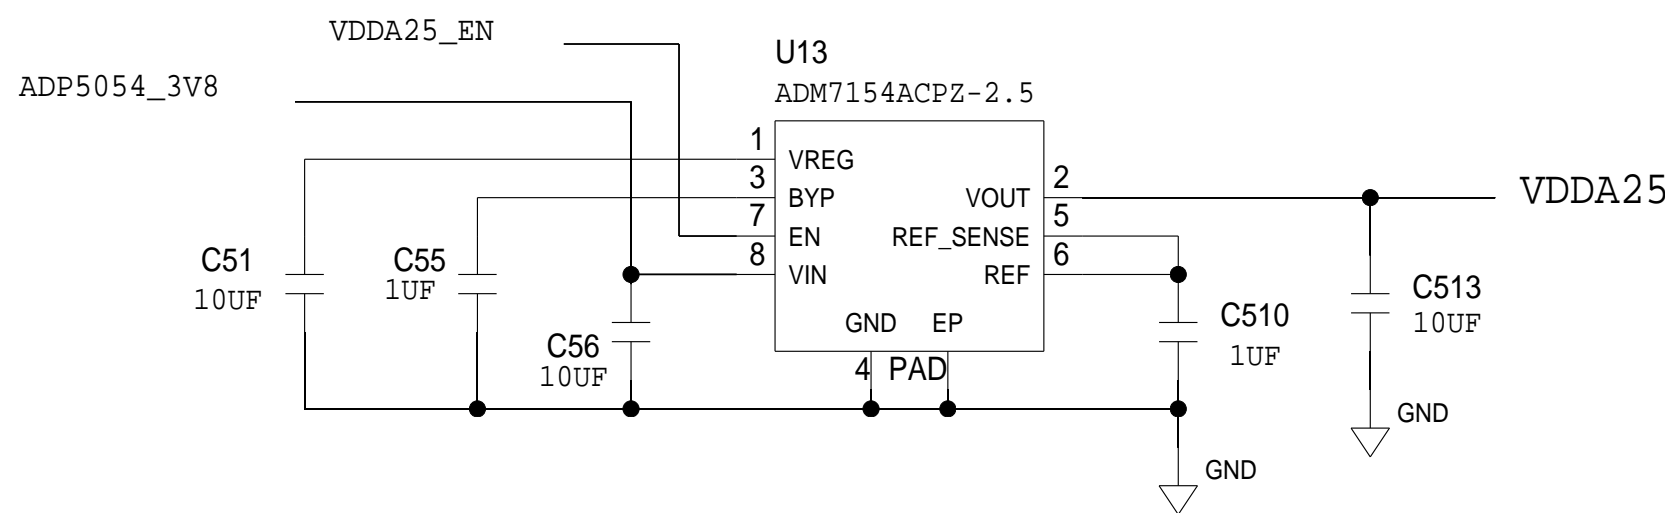 VDDA25_EN
ADP5054_3V8
U13
ADM7154ACPZ-2.5
1
VREG
3
BYP
7
EN
8
VIN
VOUT
2
REF_SENSE
5
REF
6
GND EP
4 PAD
VDDA25
C51
10UF
C55
1UF
C56
10UF
C510
1UF
C513
10UF
GND
GND